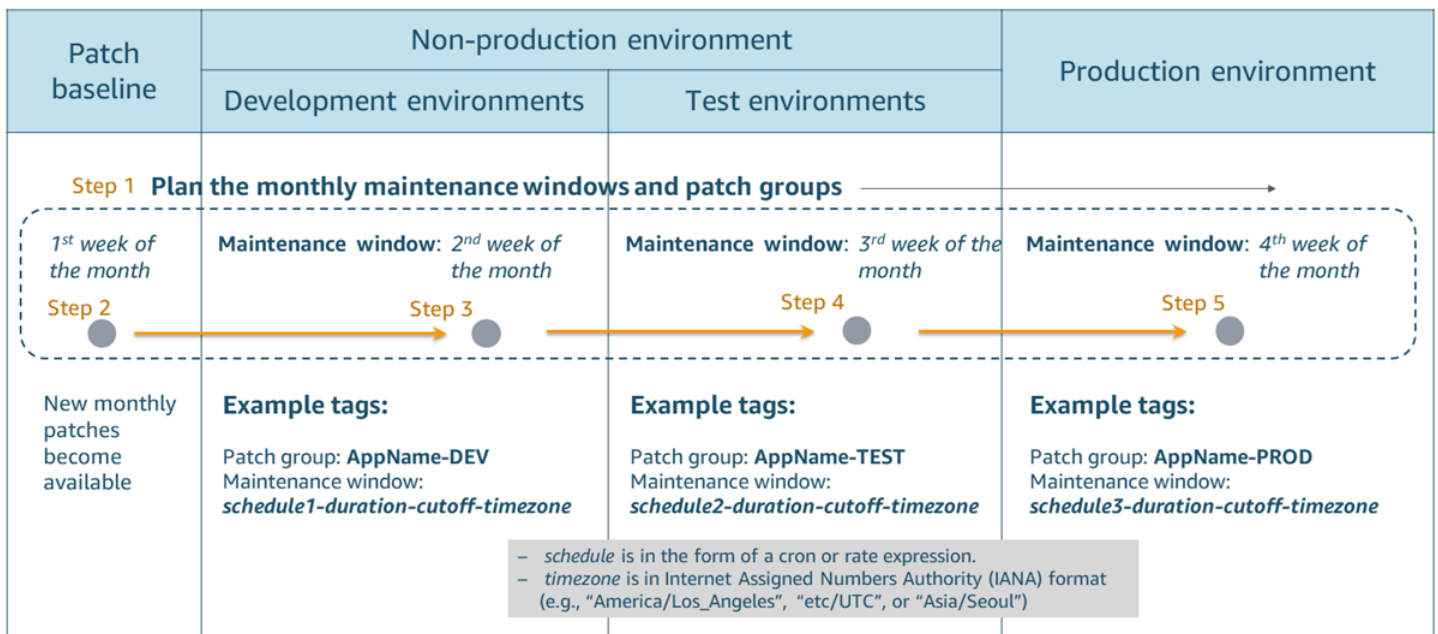 Patch
baseline
Non-production environment
Development environments
Test environments
Production environment
Step 1 Plan the monthly maintenance windows and patch groups
1st week of
the month
Step 2
Maintenance window: 2nd week of
the month
Step 3
Maintenance window: 3rd week of the
month
Step 4
Maintenance window: 4th week of
the month
Step 5
New monthly
patches
become
available
Example tags:
Patch group: AppName-DEV
Maintenance window:
schedule1-duration-cutoff-timezone
Example tags:
Patch group: AppName-TEST
Maintenance window:
schedule2-duration-cutoff-timezone
Example tags:
Patch group: AppName-PROD
Maintenance window:
schedule3-duration-cutoff-timezone
– schedule is in the form of a cron or rate expression.
– timezone is in Internet Assigned Numbers Authority (IANA) format
(e.g., “America/Los_Angeles”, “etc/UTC”, or “Asia/Seoul”)